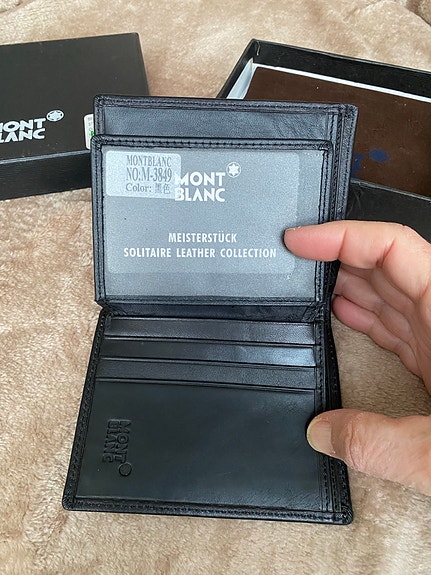 MONT
BLANC
MONTBLANC
NO:M-3849
Color: 黑色
MONT
BLANC
MEISTERSTÜCK
SOLITAIRE LEATHER COLLECTION
MONT
BLANC